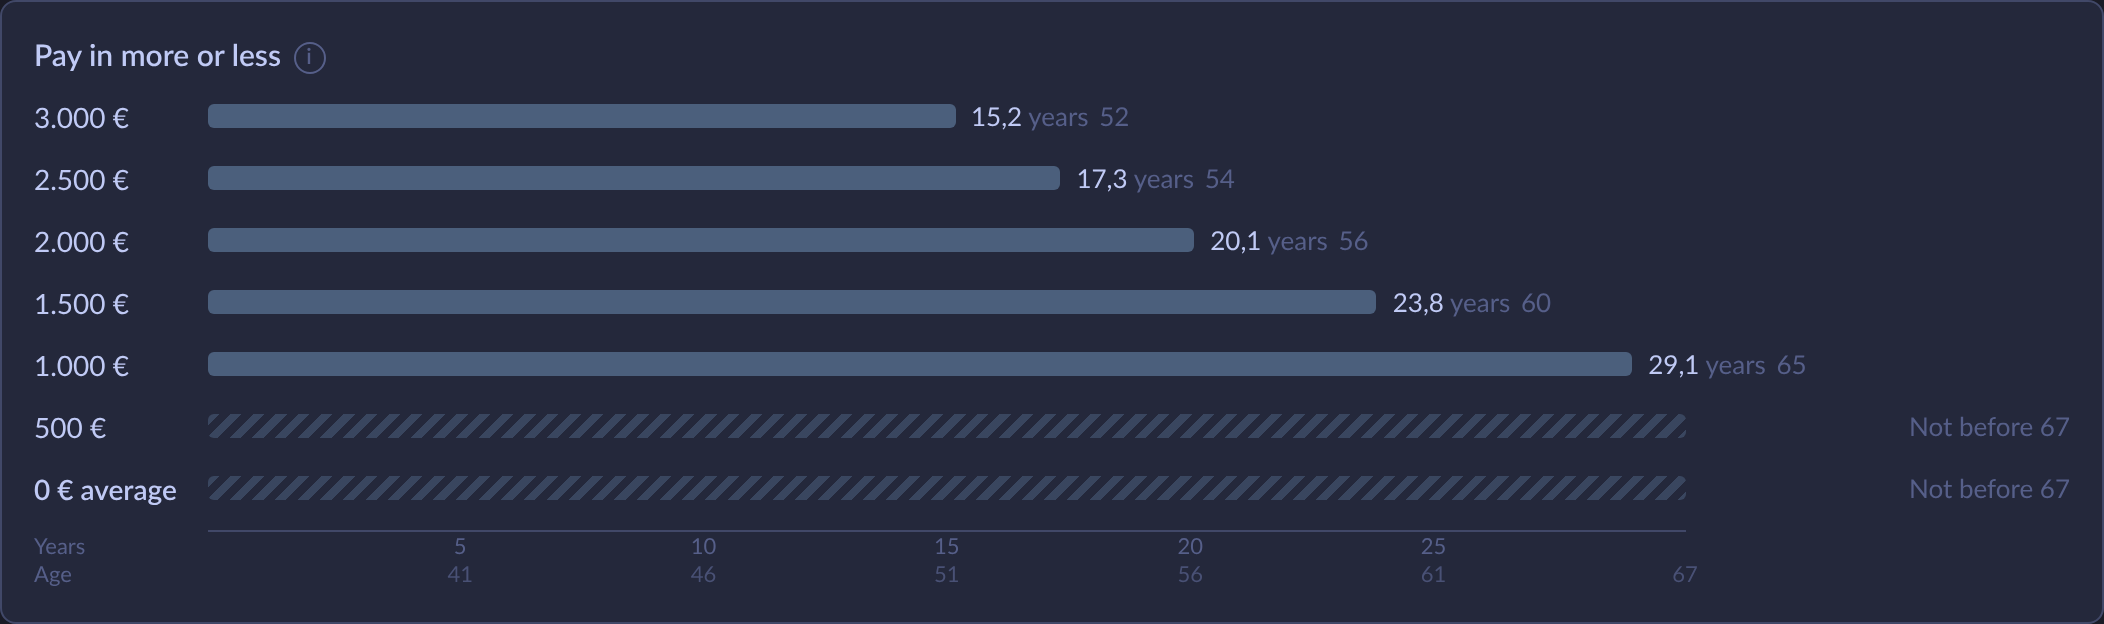 Pay in more or less i
3.000 € 15,2 years 52
2.500 € 17,3 years 54
2.000 € 20,1 years 56
1.500 € 23,8 years 60
1.000 € 29,1 years 65
500 € Not before 67
0 € average Not before 67
Years 5 10 15 20 25
Age 41 46 51 56 61 67